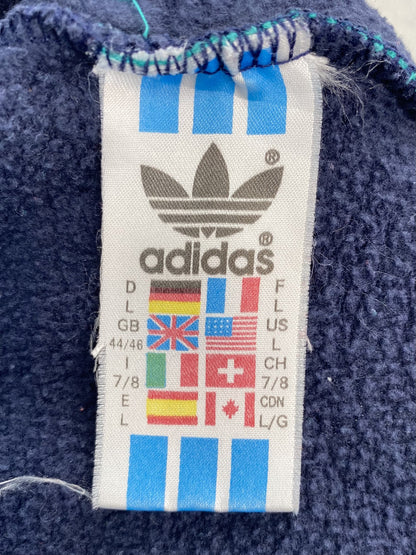 ®
adidas®
D F
L L
GB US
44/46 L
I CH
7/8 7/8
E CDN
L L/G